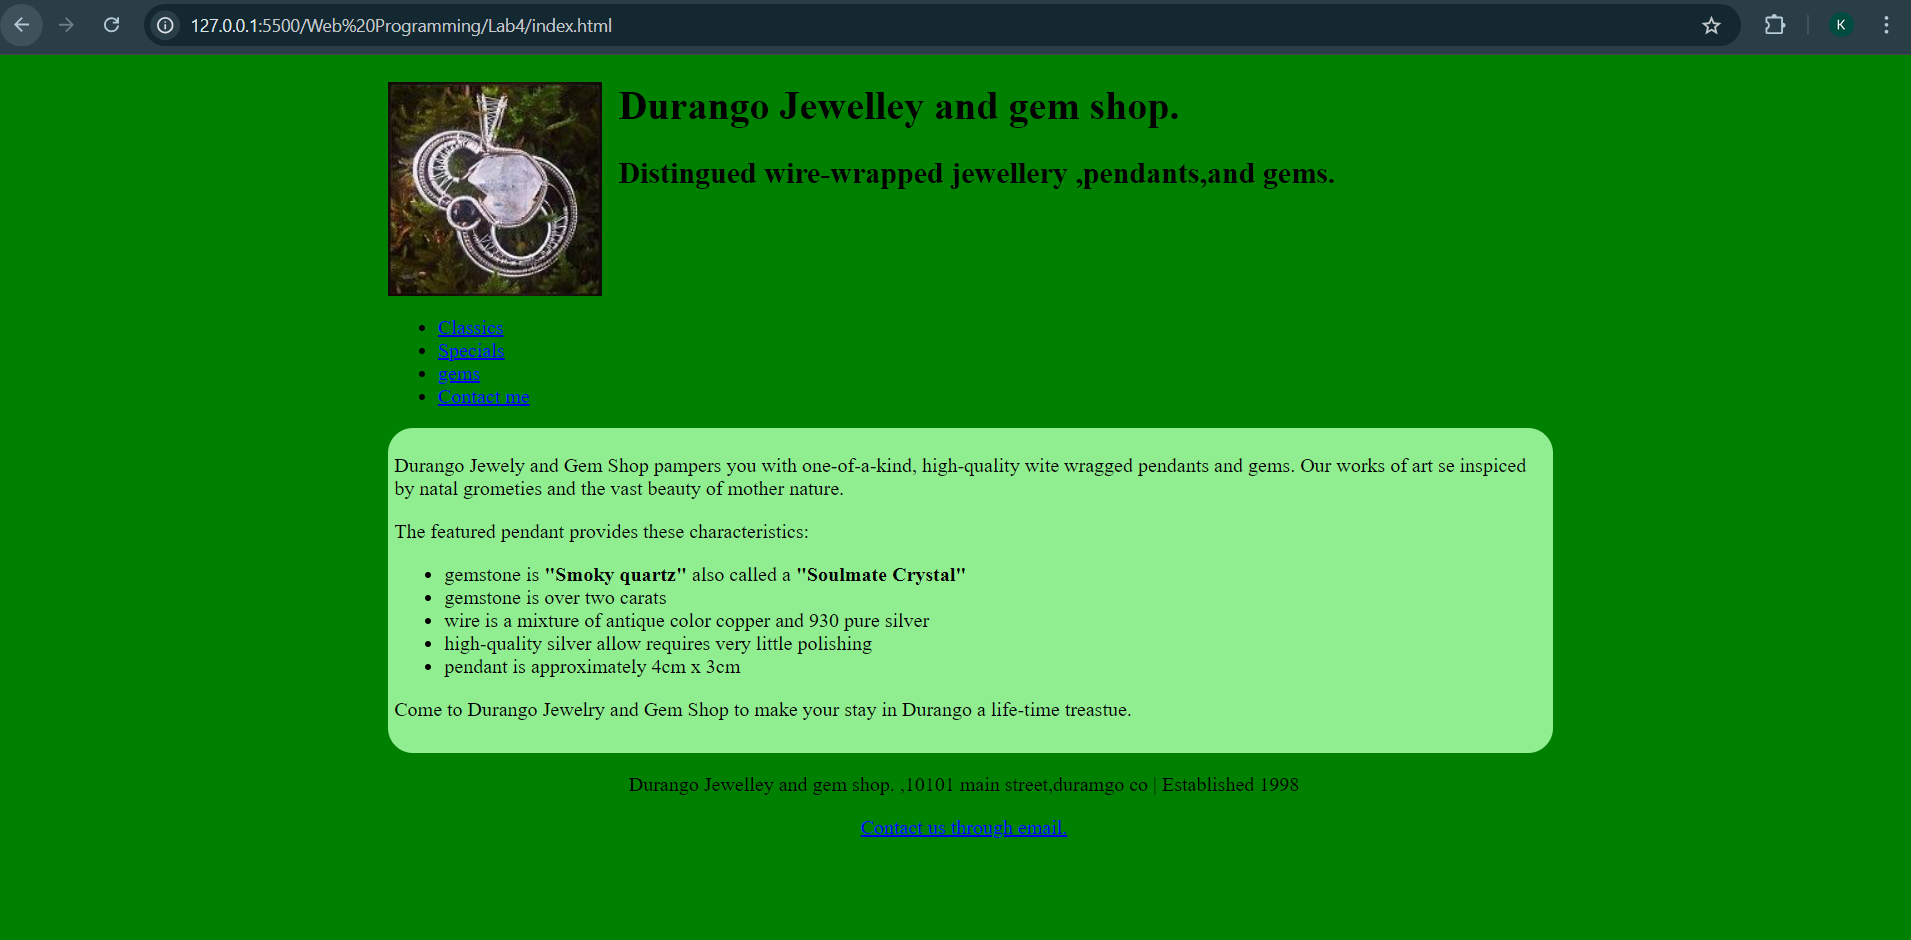 127.0.0.1:5500/Web%20Programming/Lab4/index.html
K
Durango Jewelley and gem shop.
Distingued wire-wrapped jewellery ,pendants,and gems.
Classics
Specials
gems
Contact me
Durango Jewely and Gem Shop pampers you with one-of-a-kind, high-quality wite wragged pendants and gems. Our works of art se inspiced
by natal grometies and the vast beauty of mother nature.
The featured pendant provides these characteristics:
gemstone is "Smoky quartz" also called a "Soulmate Crystal"
gemstone is over two carats
wire is a mixture of antique color copper and 930 pure silver
high-quality silver allow requires very little polishing
pendant is approximately 4cm x 3cm
Come to Durango Jewelry and Gem Shop to make your stay in Durango a life-time treastue.
Durango Jewelley and gem shop. ,10101 main street,duramgo co | Established 1998
Contact us through email.